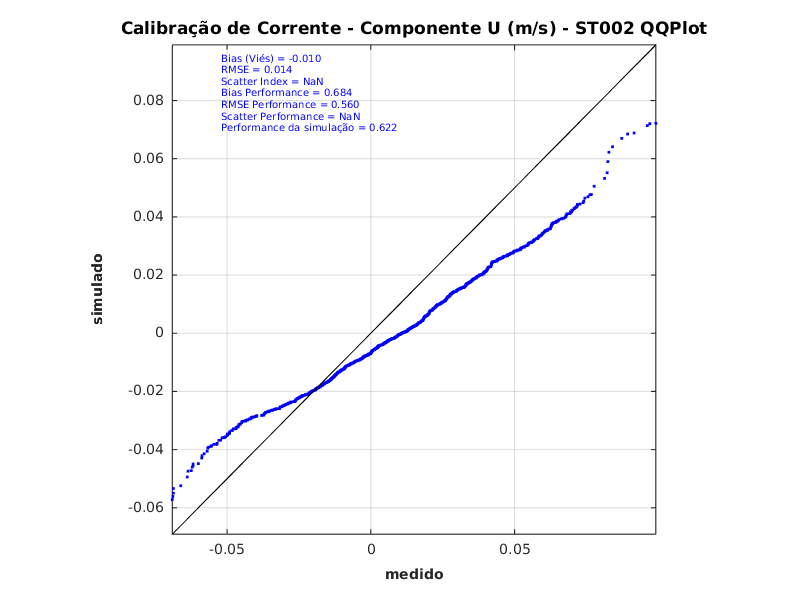 Calibração de Corrente - Componente U (m/s) - ST002 QQPlot
Bias (Viés) = -0.010
RMSE = 0.014
Scatter Index = NaN
Bias Performance = 0.684
RMSE Performance = 0.560
Scatter Performance = NaN
Performance da simulação = 0.622
0.08
0.06
0.04
0.02
0
-0.02
-0.04
-0.06
simulado
-0.05
0
0.05
medido